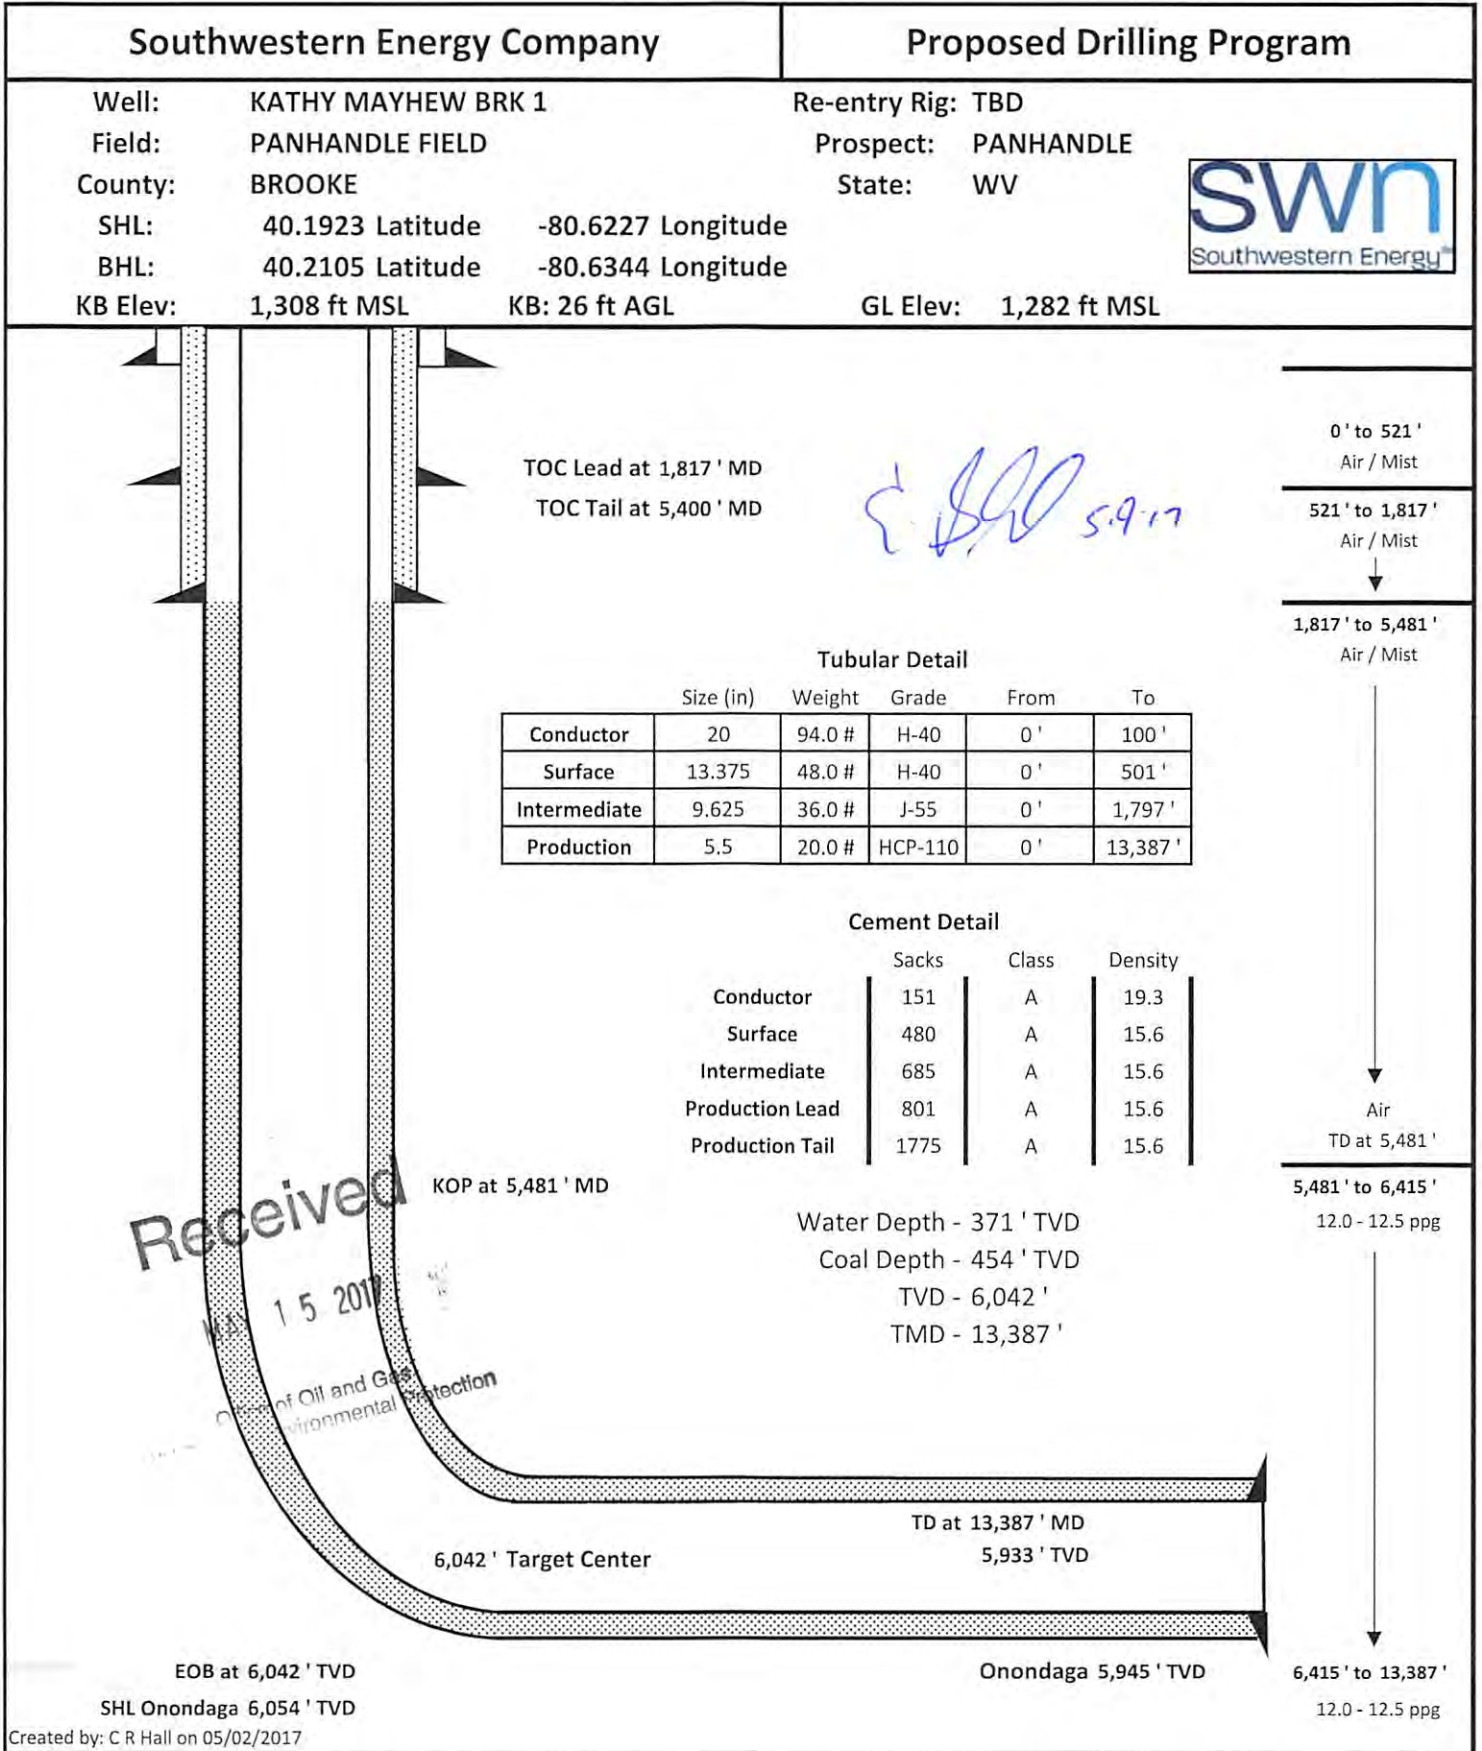 Southwestern Energy Company
Proposed Drilling Program
Well: KATHY MAYHEW BRK 1
Re-entry Rig: TBD
Field: PANHANDLE FIELD
Prospect: PANHANDLE
County: BROOKE
State: WV
SHL: 40.1923 Latitude -80.6227 Longitude
BHL: 40.2105 Latitude -80.6344 Longitude
KB Elev: 1,308 ft MSL KB: 26 ft AGL GL Elev: 1,282 ft MSL
swn
Southwestern Energy
0 ' to 521 '
Air / Mist
TOC Lead at 1,817 ' MD
TOC Tail at 5,400 ' MD
5.9.17
521 ' to 1,817 '
Air / Mist
1,817 ' to 5,481 '
Air / Mist
Tubular Detail
Size (in) Weight Grade From To
Conductor 20 94.0 # H-40 0 ' 100 '
Surface 13.375 48.0 # H-40 0 ' 501 '
Intermediate 9.625 36.0 # J-55 0 ' 1,797 '
Production 5.5 20.0 # HCP-110 0 ' 13,387 '
Cement Detail
Sacks Class Density
Conductor 151 A 19.3
Surface 480 A 15.6
Intermediate 685 A 15.6
Production Lead 801 A 15.6
Production Tail 1775 A 15.6
Air
TD at 5,481 '
KOP at 5,481 ' MD
5,481 ' to 6,415 '
12.0 - 12.5 ppg
Water Depth - 371 ' TVD
Coal Depth - 454 ' TVD
TVD - 6,042 '
TMD - 13,387 '
Received
MAY 15 2017
Office of Oil and Gas
Environmental Protection
TD at 13,387 ' MD
5,933 ' TVD
6,042 ' Target Center
EOB at 6,042 ' TVD
Onondaga 5,945 ' TVD
6,415 ' to 13,387 '
SHL Onondaga 6,054 ' TVD
12.0 - 12.5 ppg
Created by: C R Hall on 05/02/2017